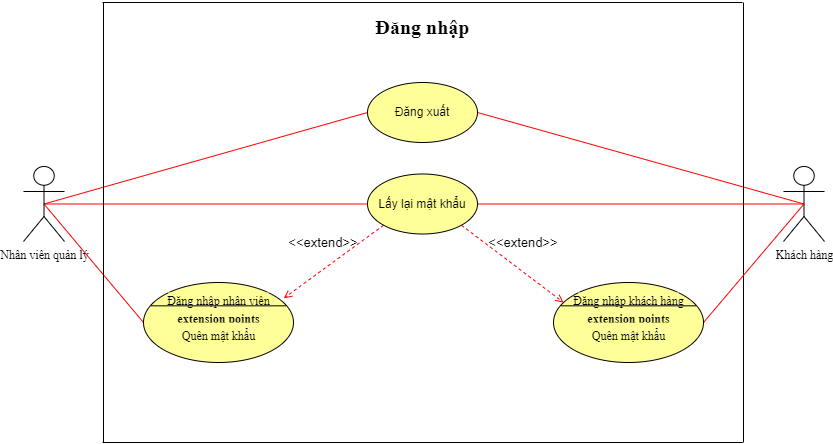 Đăng nhập
Đăng xuất
Lấy lại mật khẩu
<<extend>>
<<extend>>
Nhân viên quản lý
Khách hàng
Đăng nhập nhân viên
extension points
Quên mật khẩu
Đăng nhập khách hàng
extension points
Quên mật khẩu